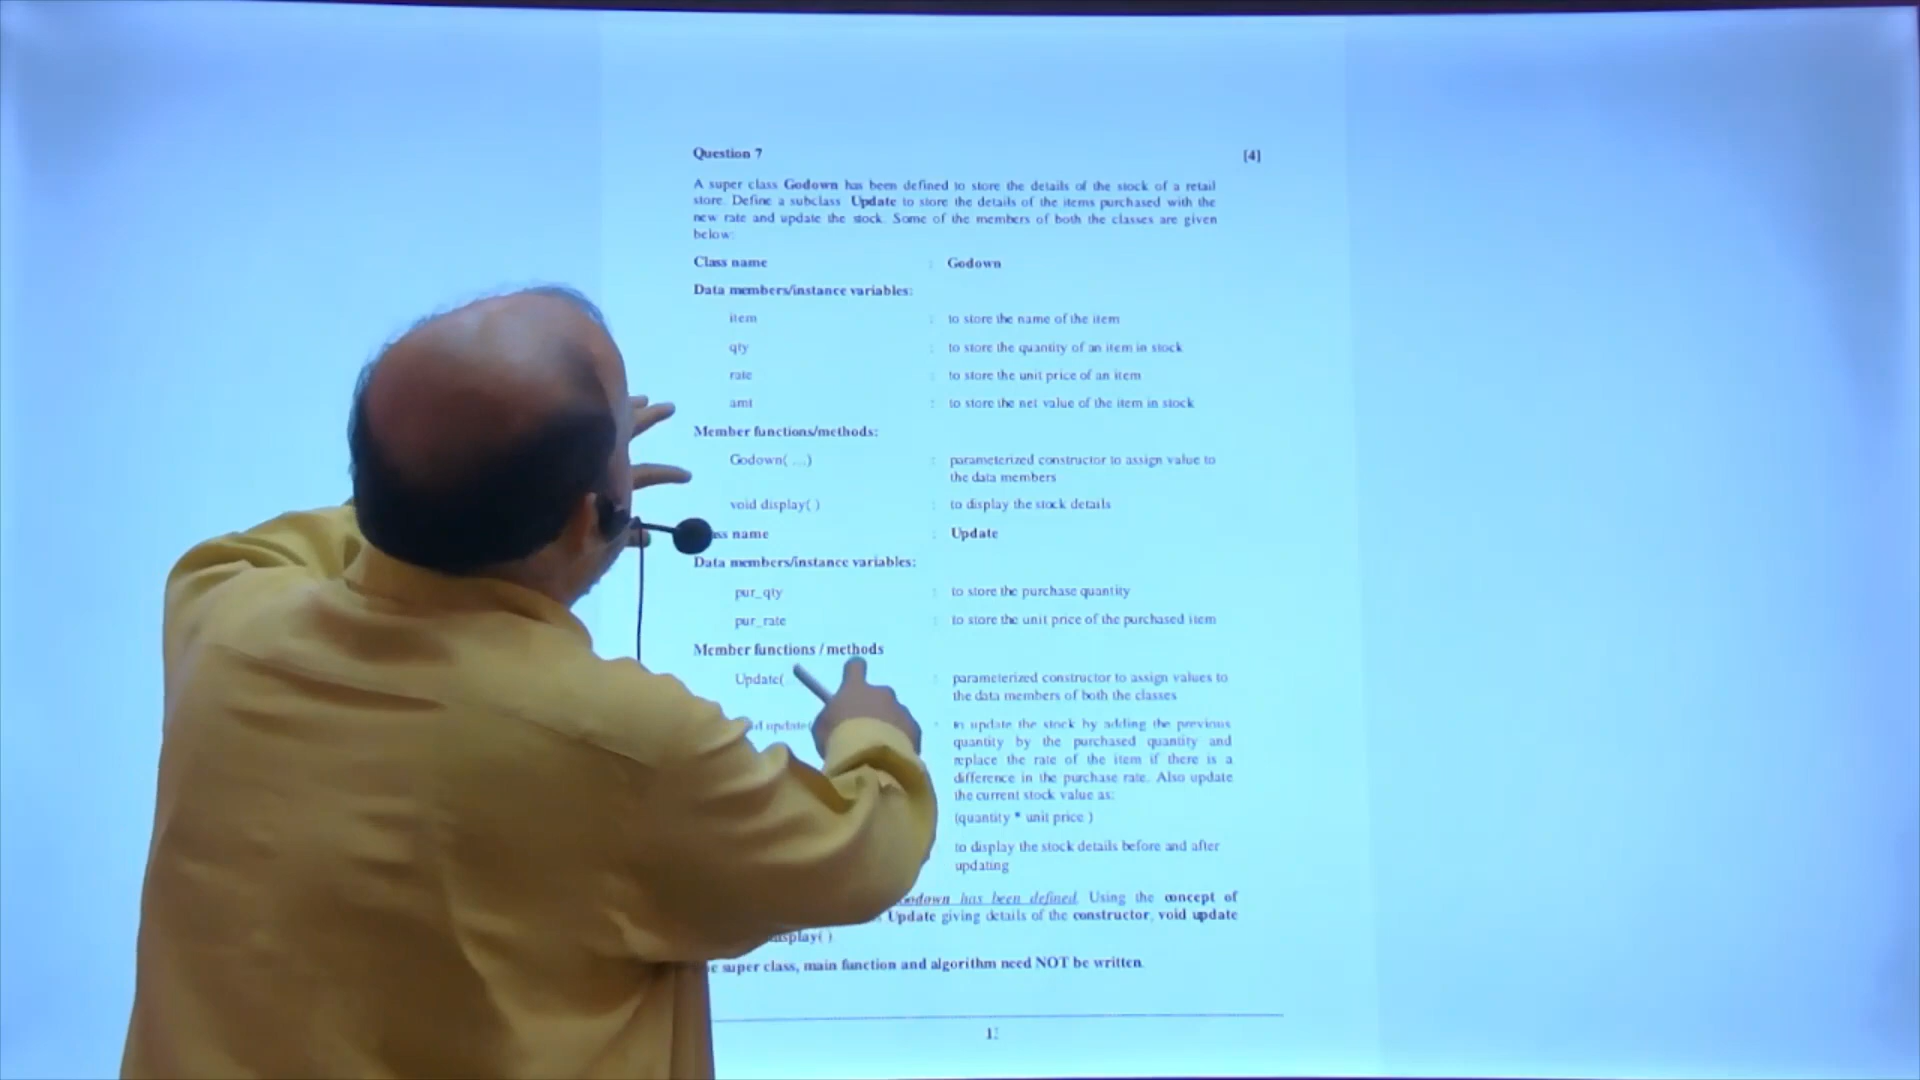 Question 7 [4]
A super class Godown has been defined to store the details of the stock of a retail
store. Define a subclass Update to store the details of the items purchased with the
new rate and update the stock. Some of the members of both the classes are given
below:
Class name : Godown
Data members/instance variables:
item : to store the name of the item
qty : to store the quantity of an item in stock
rate : to store the unit price of an item
amt : to store the net value of the item in stock
Member functions/methods:
Godown( ...) : parameterized constructor to assign value to
the data members
void display( ) : to display the stock details
name : Update
Data members/instance variables:
pur_qty : to store the purchase quantity
pur_rate : to store the unit price of the purchased item
Member functions / methods
Update( : parameterized constructor to assign values to
the data members of both the classes
update( : to update the stock by adding the previous
quantity by the purchased quantity and
replace the rate of the item if there is a
difference in the purchase rate. Also update
the current stock value as:
(quantity * unit price )
to display the stock details before and after
updating
has been defined. Using the concept of
Update giving details of the constructor, void update
super class, main function and algorithm need NOT be written.